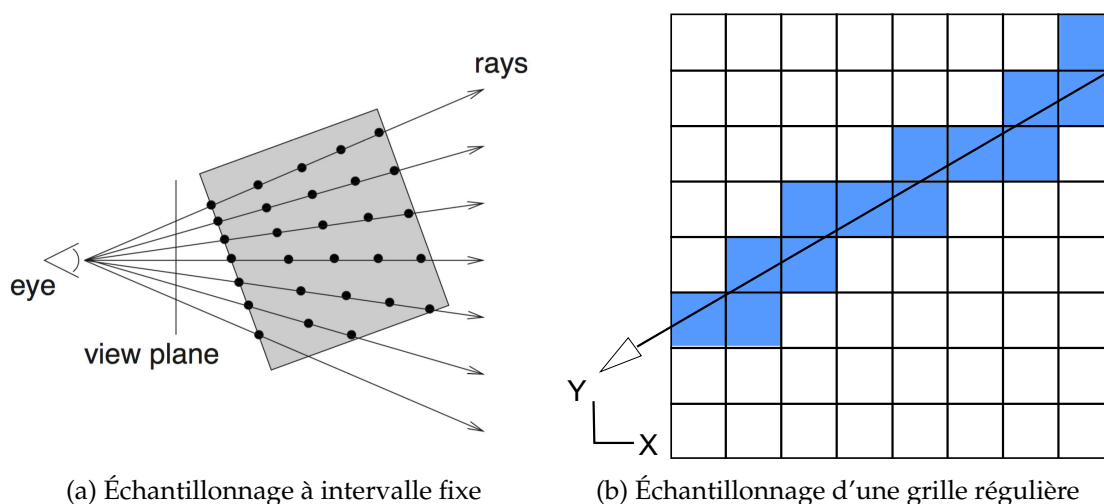 rays
eye
view plane
Y
X
(a) Échantillonnage à intervalle fixe
(b) Échantillonnage d'une grille régulière